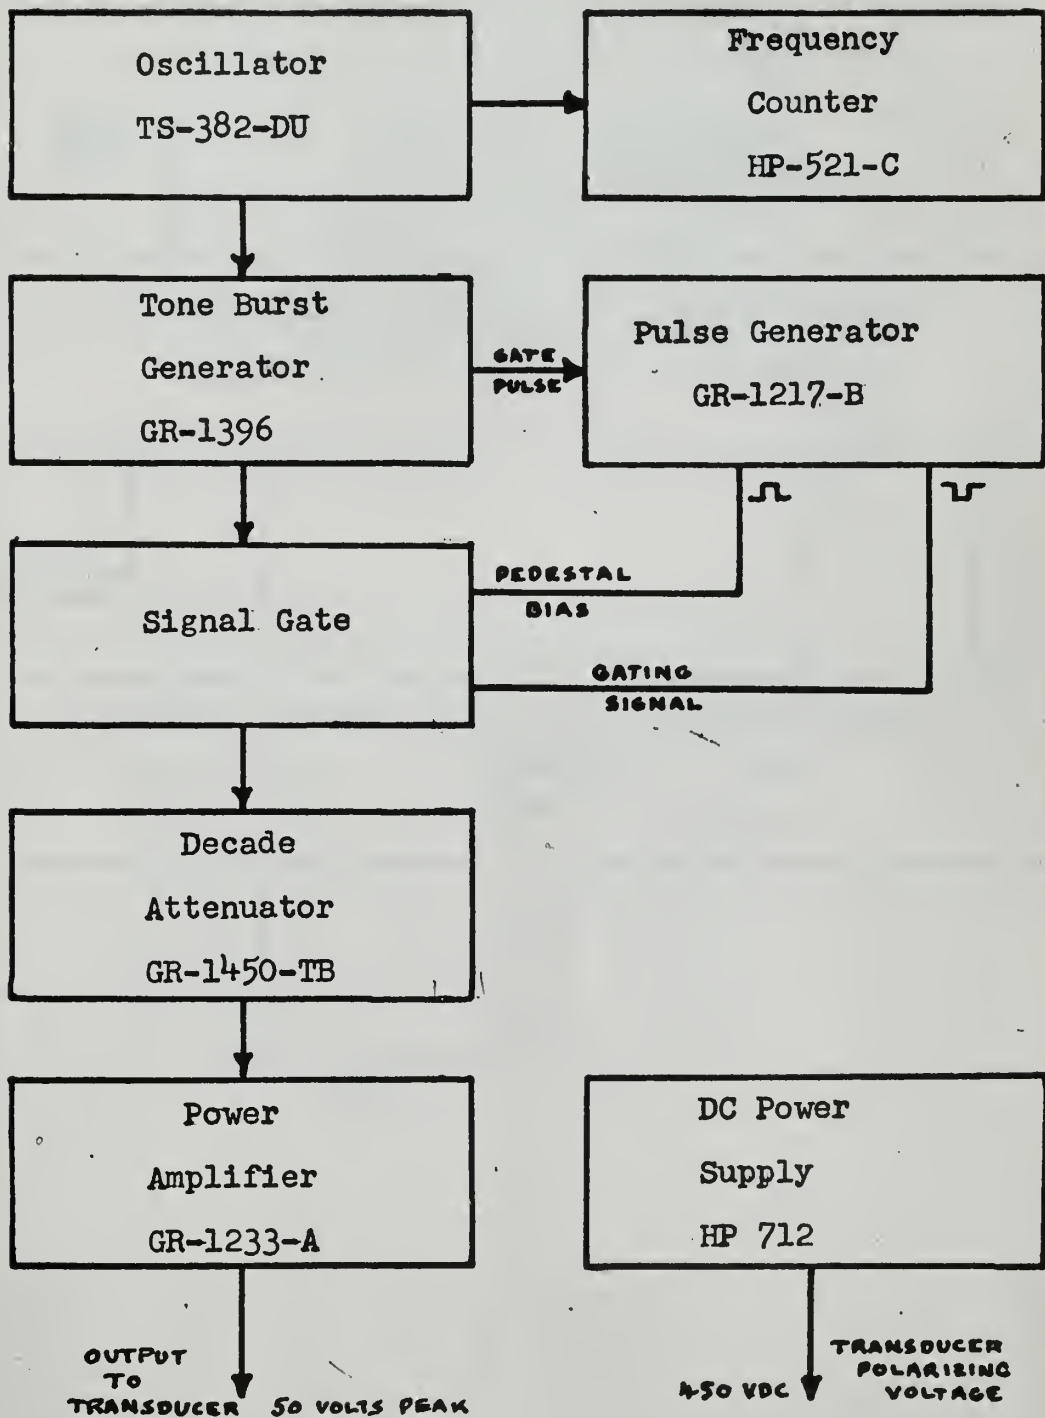 Oscillator
TS-382-DU
Frequency
Counter
HP-521-C
Tone Burst
Generator
GR-1396
GATE
PULSE
Pulse Generator
GR-1217-B
Signal Gate
PEDESTAL
BIAS
GATING
SIGNAL
Decade
Attenuator
GR-1450-TB
Power
Amplifier
GR-1233-A
DC Power
Supply
HP 712
OUTPUT
TO
TRANSDUCER 50 VOLTS PEAK
450 VDC
TRANSDUCER
POLARIZING
VOLTAGE